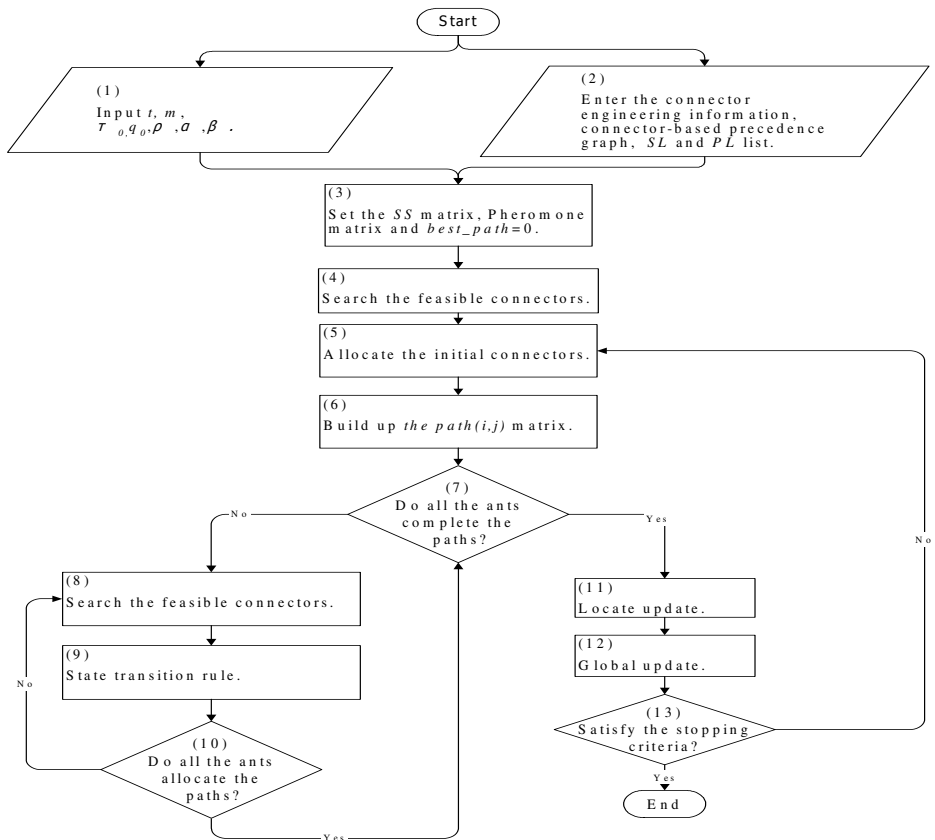 Start
(1)
Input t, m,
τ 0, q 0, ρ , α , β .
(2)
Enter the connector
engineering information,
connector-based precedence
graph, SL and PL list.
(3)
Set the SS matrix, Pheromone
matrix and best_path=0.
(4)
Search the feasible connectors.
(5)
Allocate the initial connectors.
(6)
Build up the path(i,j) matrix.
(7)
Do all the ants
complete the
paths?
No
Yes
(8)
Search the feasible connectors.
(9)
State transition rule.
No
(10)
Do all the ants
allocate the
paths?
Yes
(11)
Locate update.
(12)
Global update.
(13)
Satisfy the stopping
criteria?
No
Yes
End